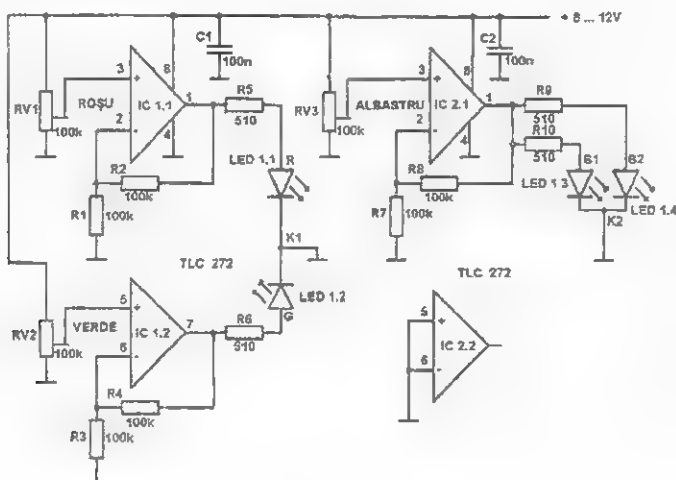 + 8 ... 12V
C1
100n
C2
100n
RV1
100k
ROȘU
3
2
8
4
1
IC 1.1
R5
510
RV3
100k
ALBASTRU
3
2
8
4
1
IC 2.1
R9
510
R10
510
R2
100k
R1
100k
LED 1.1
R
R8
100k
R7
100k
B1
B2
LED 1.3
LED 1.4
K2
K1
TLC 272
TLC 272
RV2
100k
VERDE
5
6
7
IC 1.2
R6
510
LED 1.2
G
R4
100k
R3
100k
5
6
IC 2.2